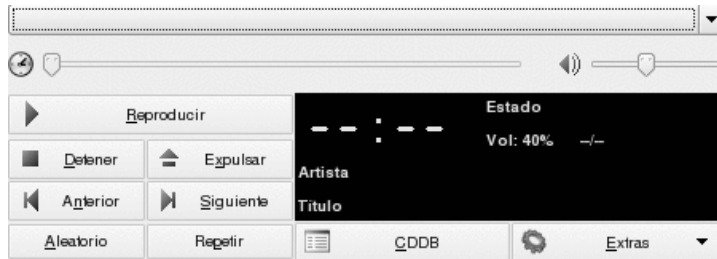 Reproducir
Detener
Expulsar
Anterior
Siguiente
Aleatorio
Repetir
-- : --
Estado
Vol: 40% --/--
Artista
Titulo
CDDB
Extras